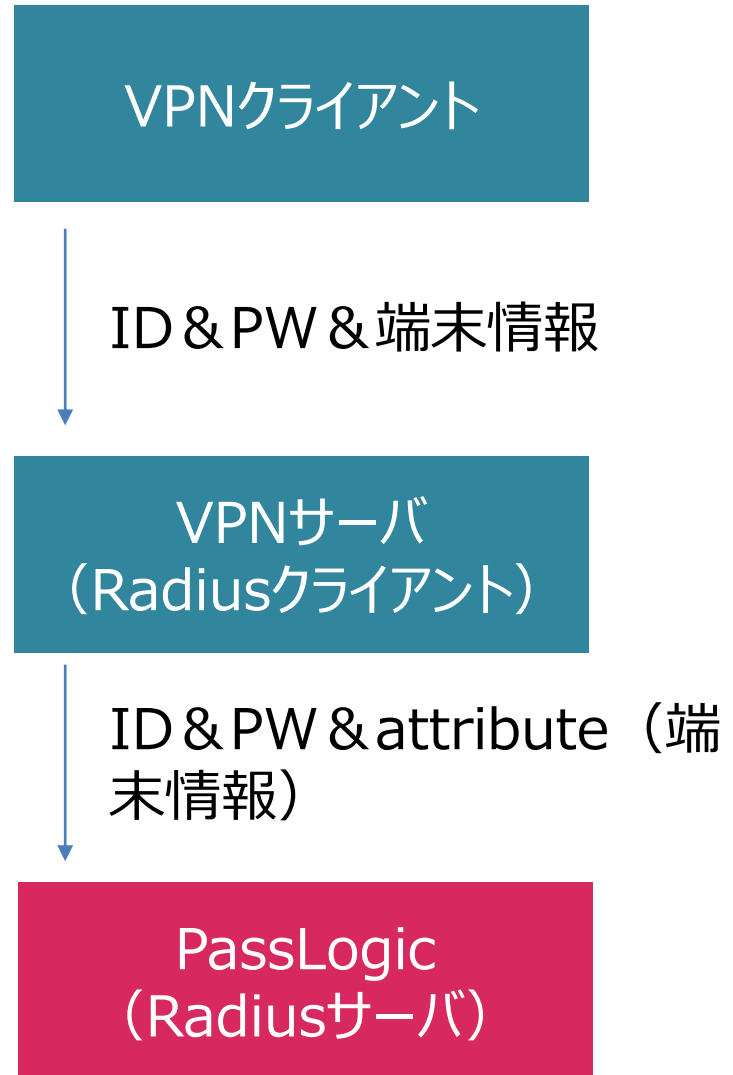 VPNクライアント
ID＆PW＆端末情報
VPNサーバ
（Radiusクライアント）
ID＆PW＆attribute（端
末情報）
PassLogic
（Radiusサーバ）